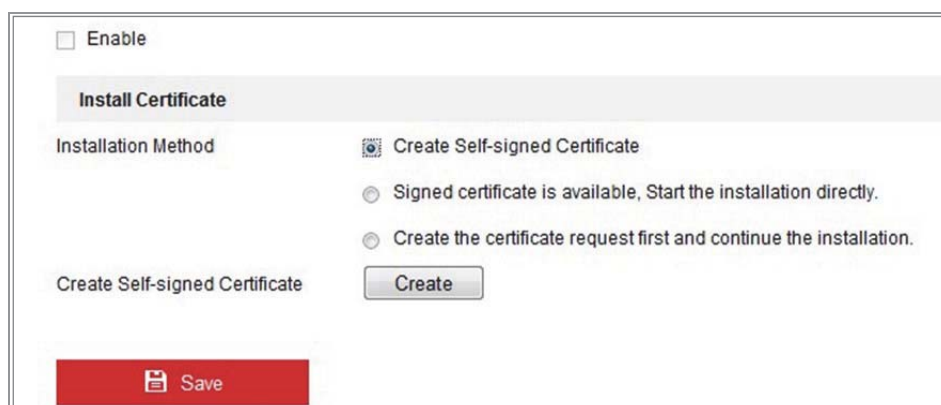 Enable
Install Certificate
Installation Method
Create Self-signed Certificate
Signed certificate is available, Start the installation directly.
Create the certificate request first and continue the installation.
Create Self-signed Certificate
Create
Save